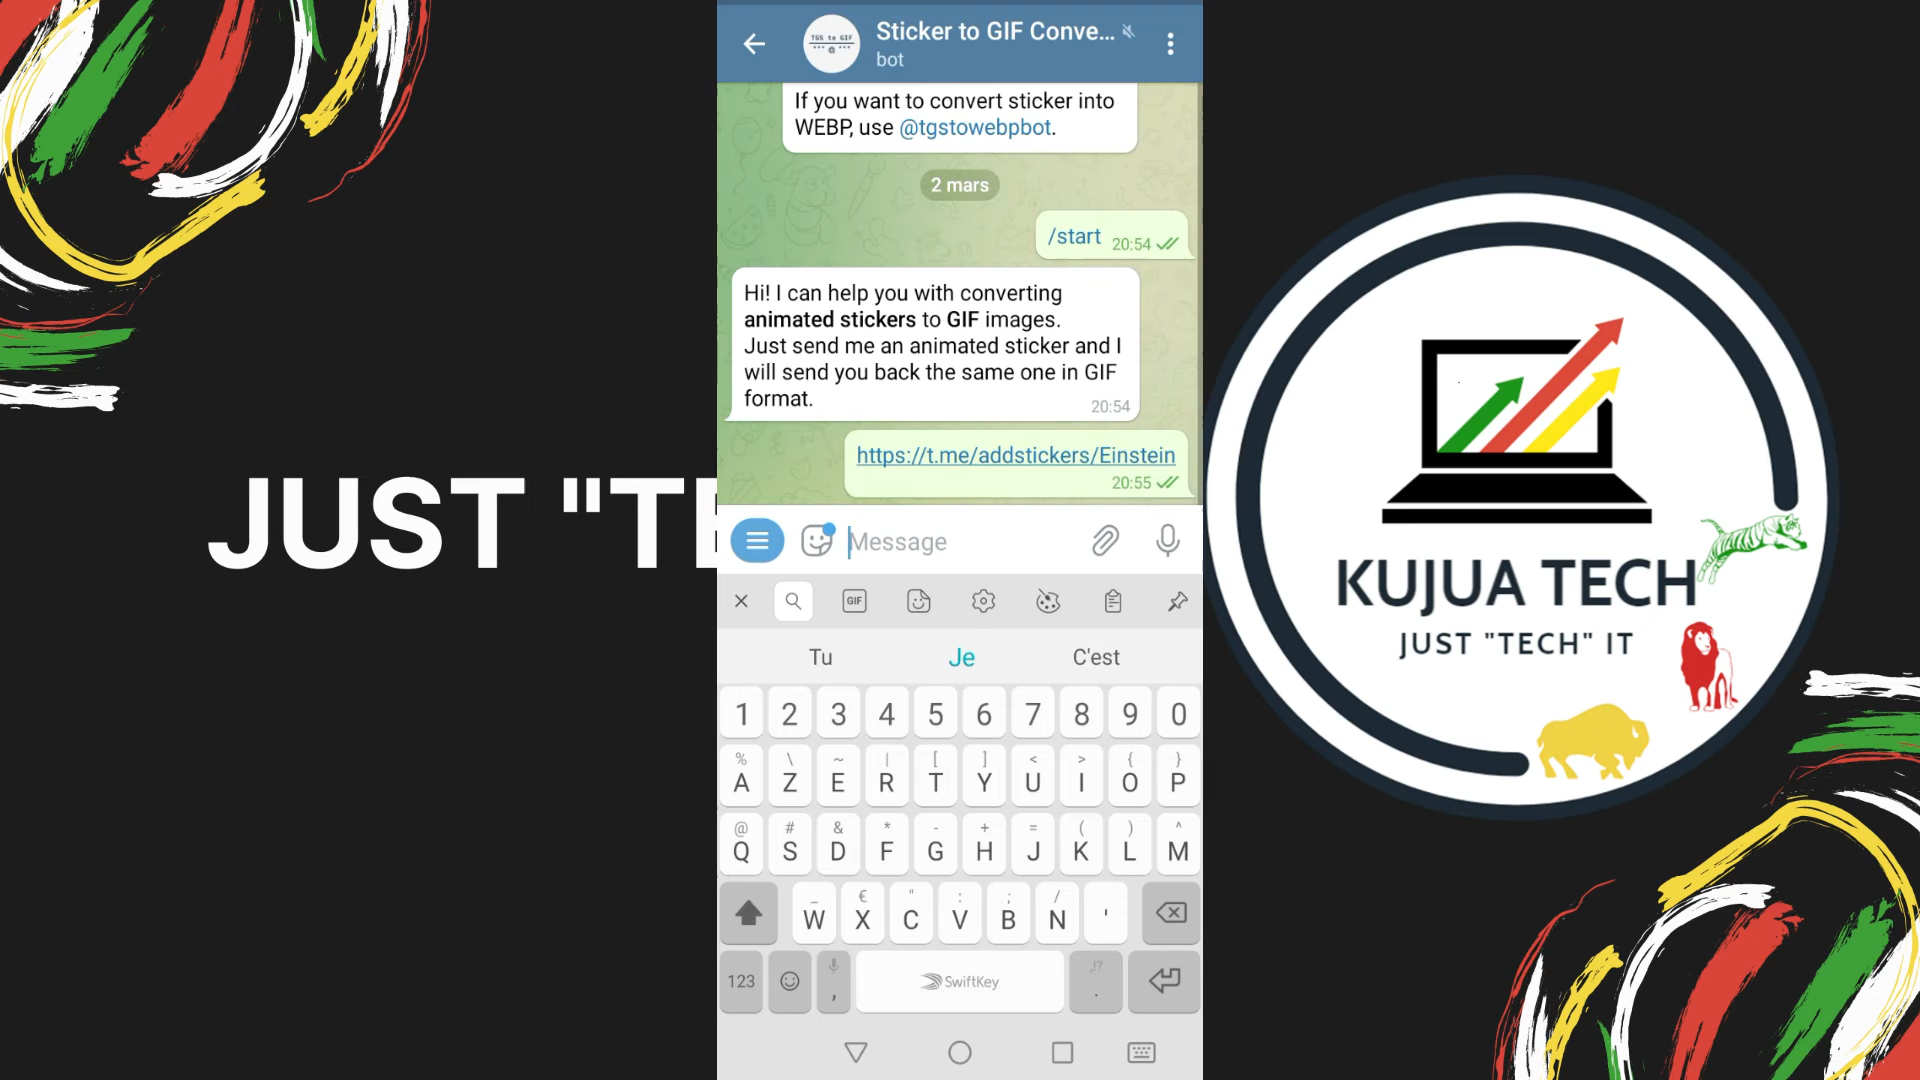 TGS to GIF
Sticker to GIF Conve...
bot
If you want to convert sticker into
WEBP, use @tgstowebpbot.
2 mars
/start 20:54
Hi! I can help you with converting
animated stickers to GIF images.
Just send me an animated sticker and I
will send you back the same one in GIF
format. 20:54
https://t.me/addstickers/Einstein
20:55
Message
GIF
Tu Je C'est
1 2 3 4 5 6 7 8 9 0
% \ ~ | [ ] < > { }
A Z E R T Y U I O P
@ # & * - + = ( ) ^
Q S D F G H J K L M
_ € " : ; /
W X C V B N '
123 , SwiftKey ,!? .
JUST "TE
KUJUA TECH
JUST "TECH" IT